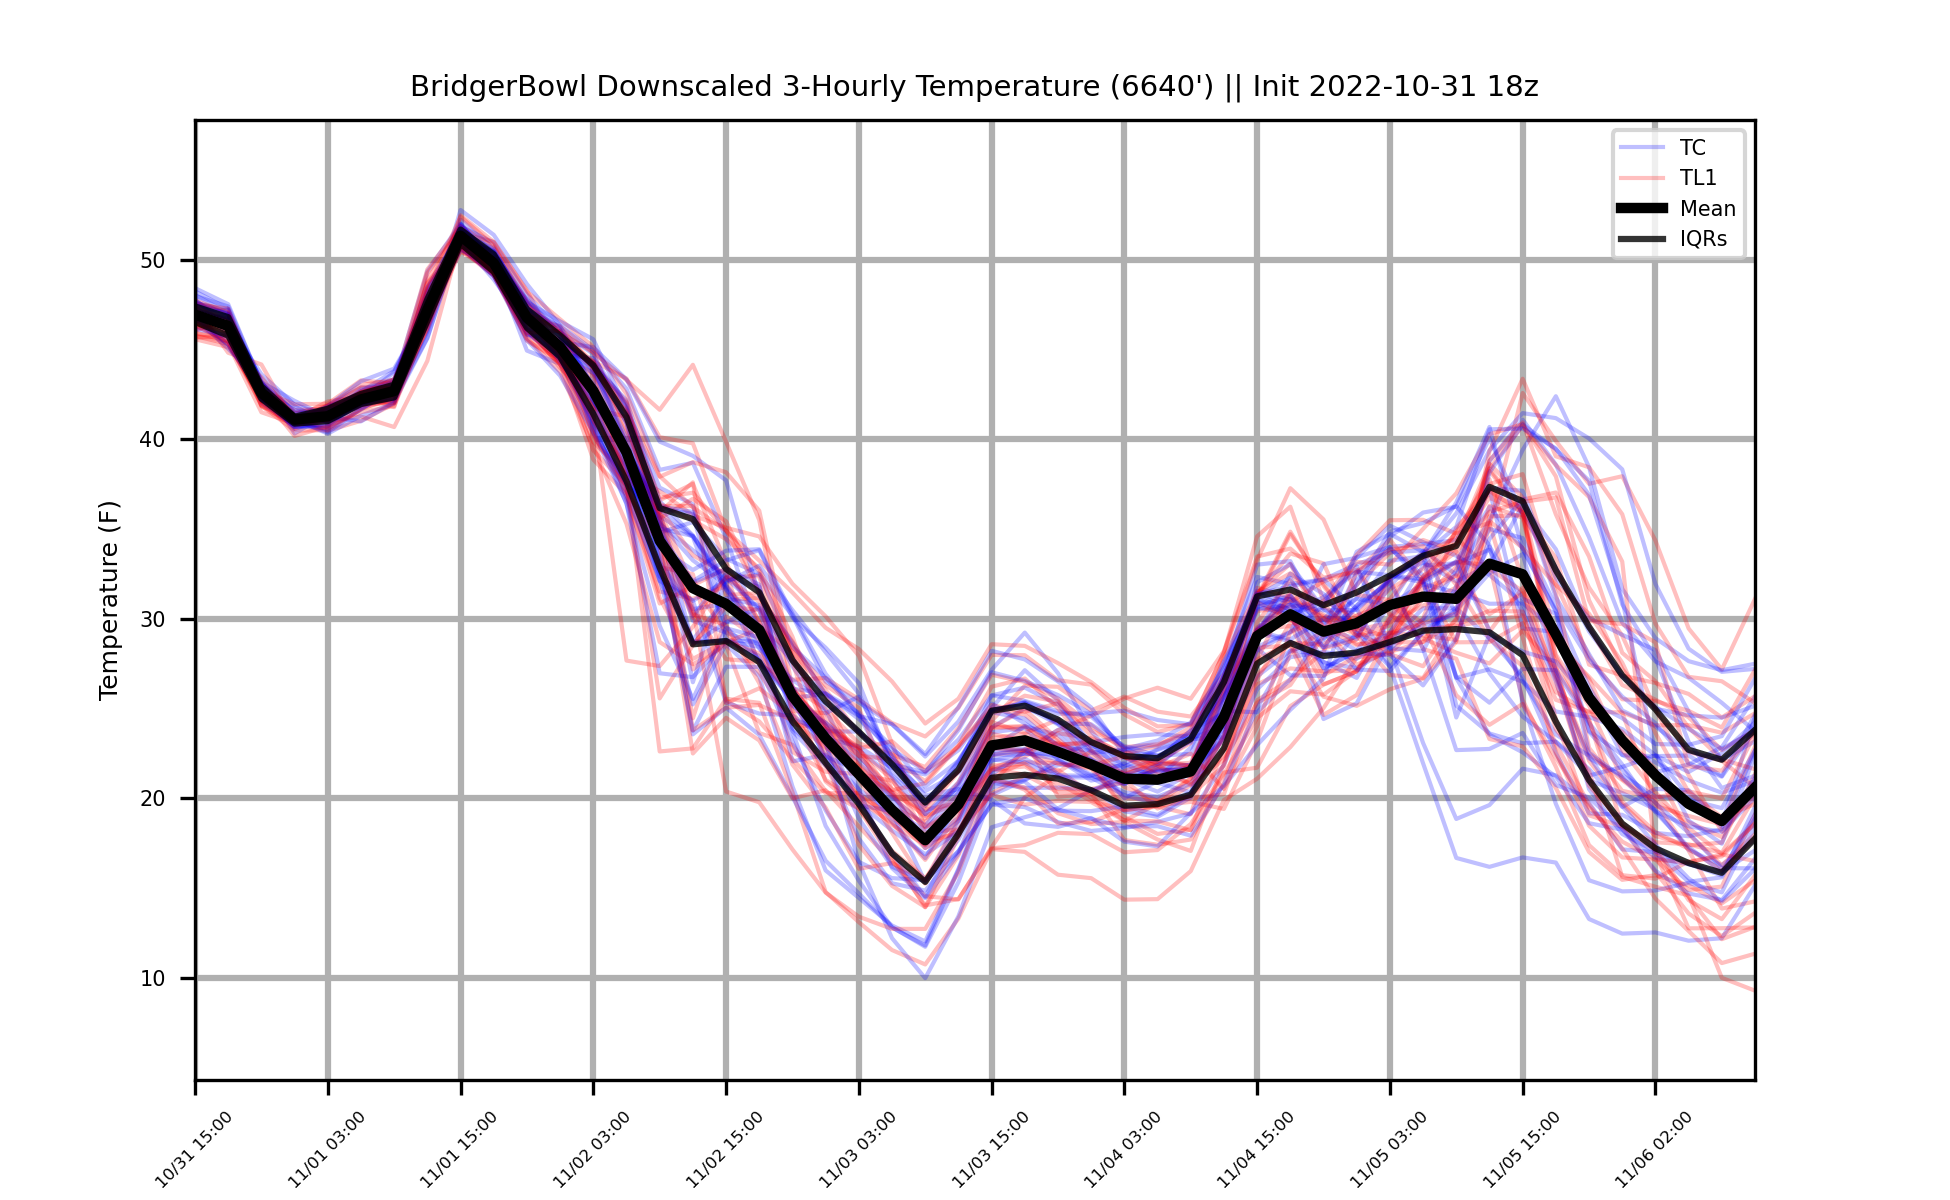 BridgerBowl Downscaled 3-Hourly Temperature (6640') || Init 2022-10-31 18z
TC
TL1
Mean
IQRs
Temperature (F)
50
40
30
20
10
10/31 15:00
11/01 03:00
11/01 15:00
11/02 03:00
11/02 15:00
11/03 03:00
11/03 15:00
11/04 03:00
11/04 15:00
11/05 03:00
11/05 15:00
11/06 02:00